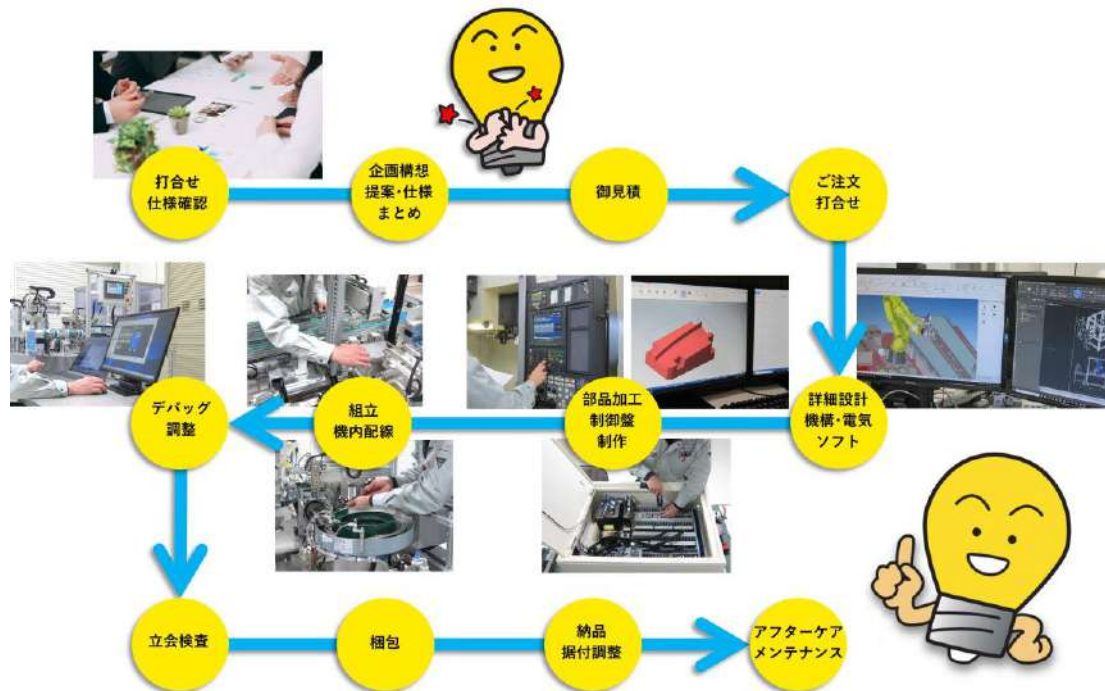 打合せ
仕様確認
企画構想
提案・仕様
まとめ
御見積
ご注文
打合せ
詳細設計
機構・電気
ソフト
部品加工
制御盤
制作
組立
機内配線
デバッグ
調整
立会検査
梱包
納品
据付調整
アフターケア
メンテナンス